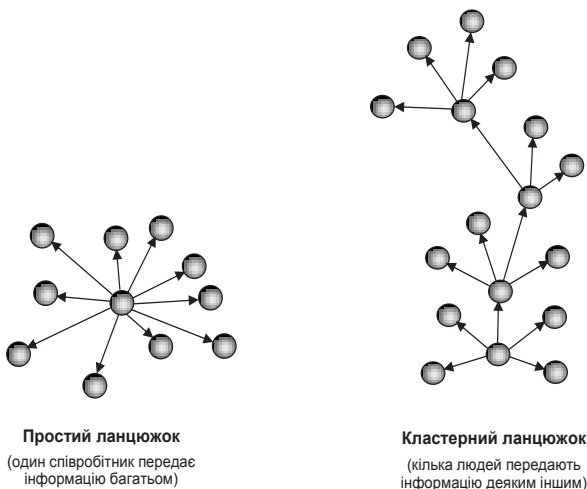 Простий ланцюжок
(один співробітник передає
інформацію багатьом)
Кластерний ланцюжок
(кілька людей передають
інформацію деяким іншим)